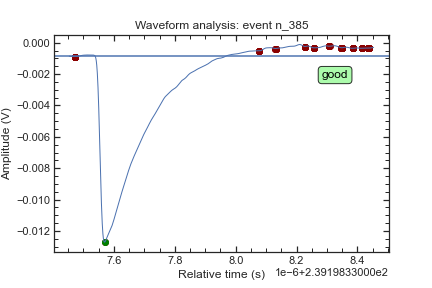 Waveform analysis: event n_385
Amplitude (V)
0.000
−0.002
−0.004
−0.006
−0.008
−0.010
−0.012
good
7.6 7.8 8.0 8.2 8.4
1e−6+2.3919833000e2
Relative time (s)